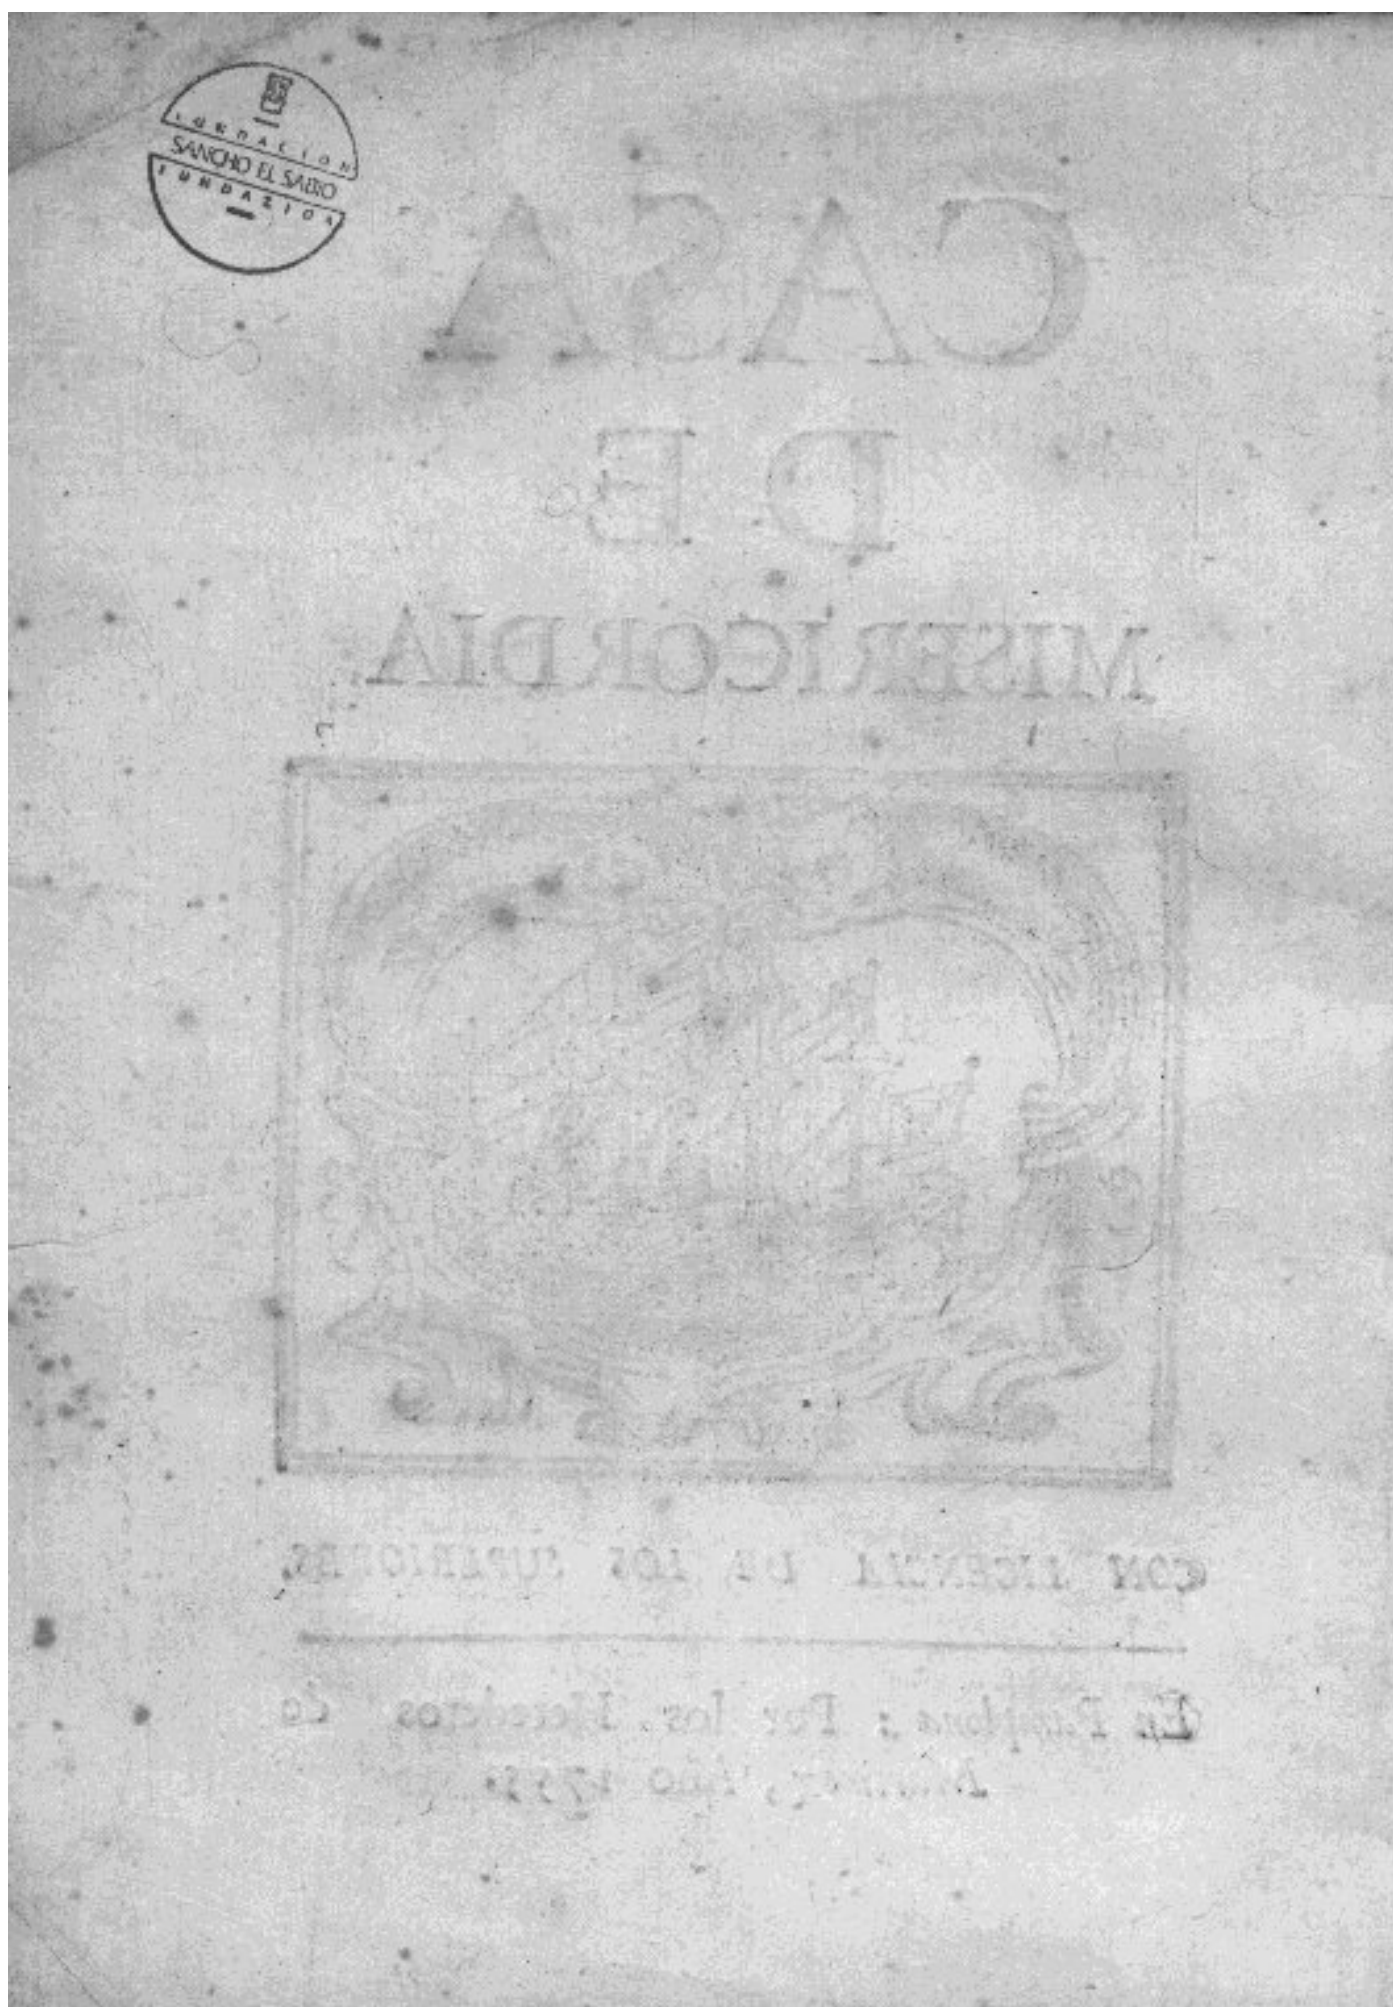 FUNDACION
SANCHO EL SABIO
FUNDAZIOA
CASA
DE
MISERICORDIA:
CON LICENCIA DE LOS SUPERIORES.
En Pamplona: Por los Herederos de
Año 1755.